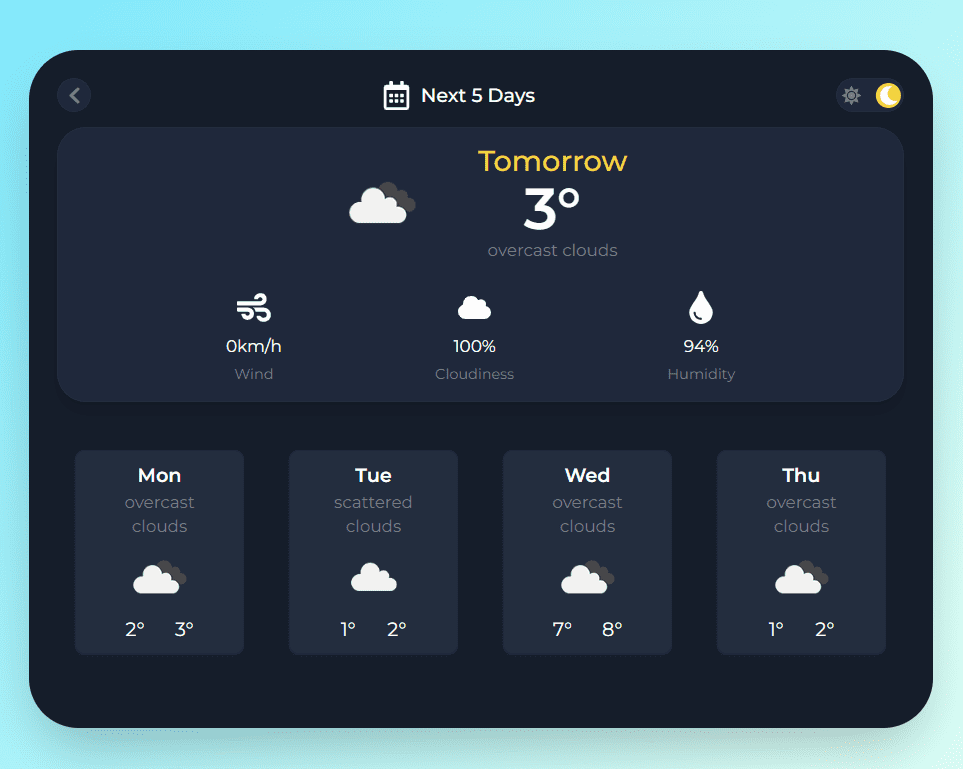 Next 5 Days
Tomorrow
3°
overcast clouds
0km/h
100%
94%
Wind
Cloudiness
Humidity
Mon
overcast
clouds
2° 3°
Tue
scattered
clouds
1° 2°
Wed
overcast
clouds
7° 8°
Thu
overcast
clouds
1° 2°